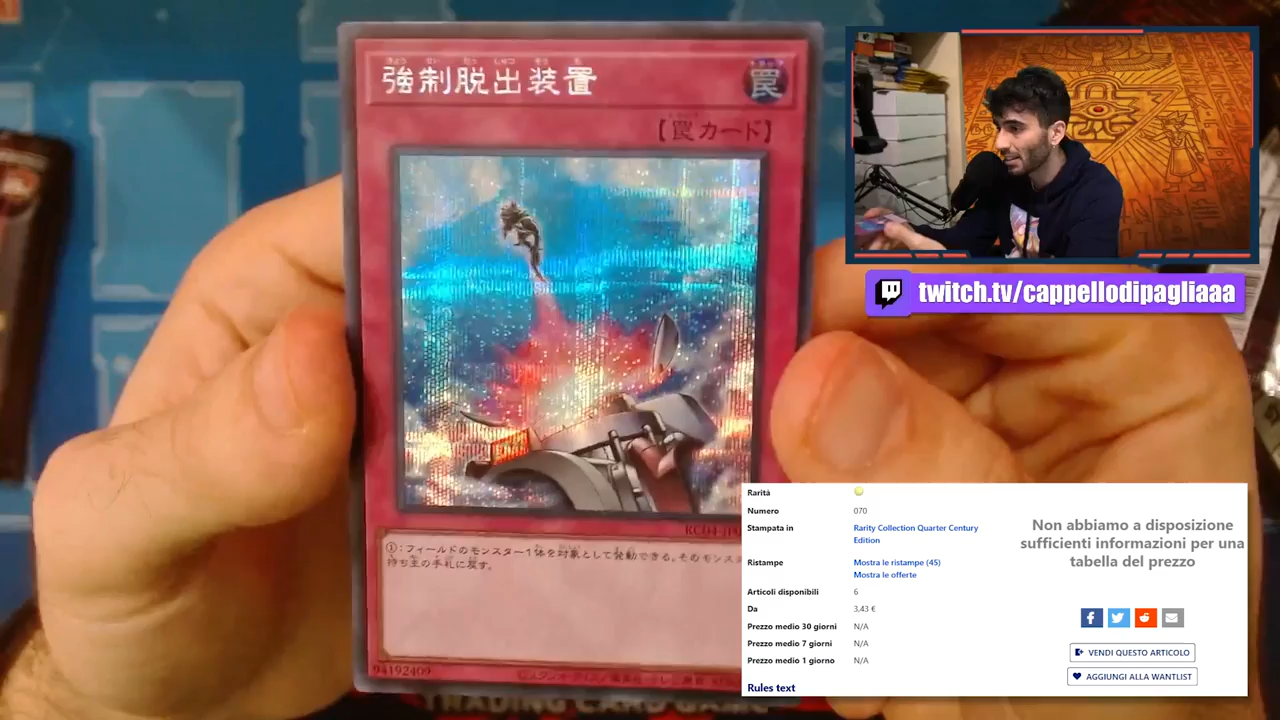 強制脱出装置
罠
【罠カード】
RC04-JP0
①：フィールドのモンスター1体を対象として発動できる。そのモンス
持ち主の手札に戻す。
94192409
TRADING CARD GAME
twitch.tv/cappellodipagliaaa
Rarità
Numero 070
Stampata in Rarity Collection Quarter Century
Edition
Ristampe Mostra le ristampe (45)
Mostra le offerte
Articoli disponibili 6
Da 3,43 €
Prezzo medio 30 giorni N/A
Prezzo medio 7 giorni N/A
Prezzo medio 1 giorno N/A
Rules text
Non abbiamo a disposizione
sufficienti informazioni per una
tabella del prezzo
VENDI QUESTO ARTICOLO
AGGIUNGI ALLA WANTLIST